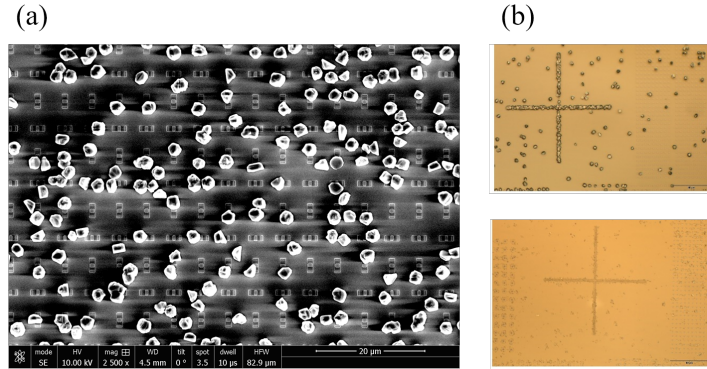 (a)
(b)
mode HV mag WD tilt spot dwell HFW
SE 10.00 kV 2 500 x 4.5 mm 0 ° 3.5 10 µs 82.9 µm
20 µm